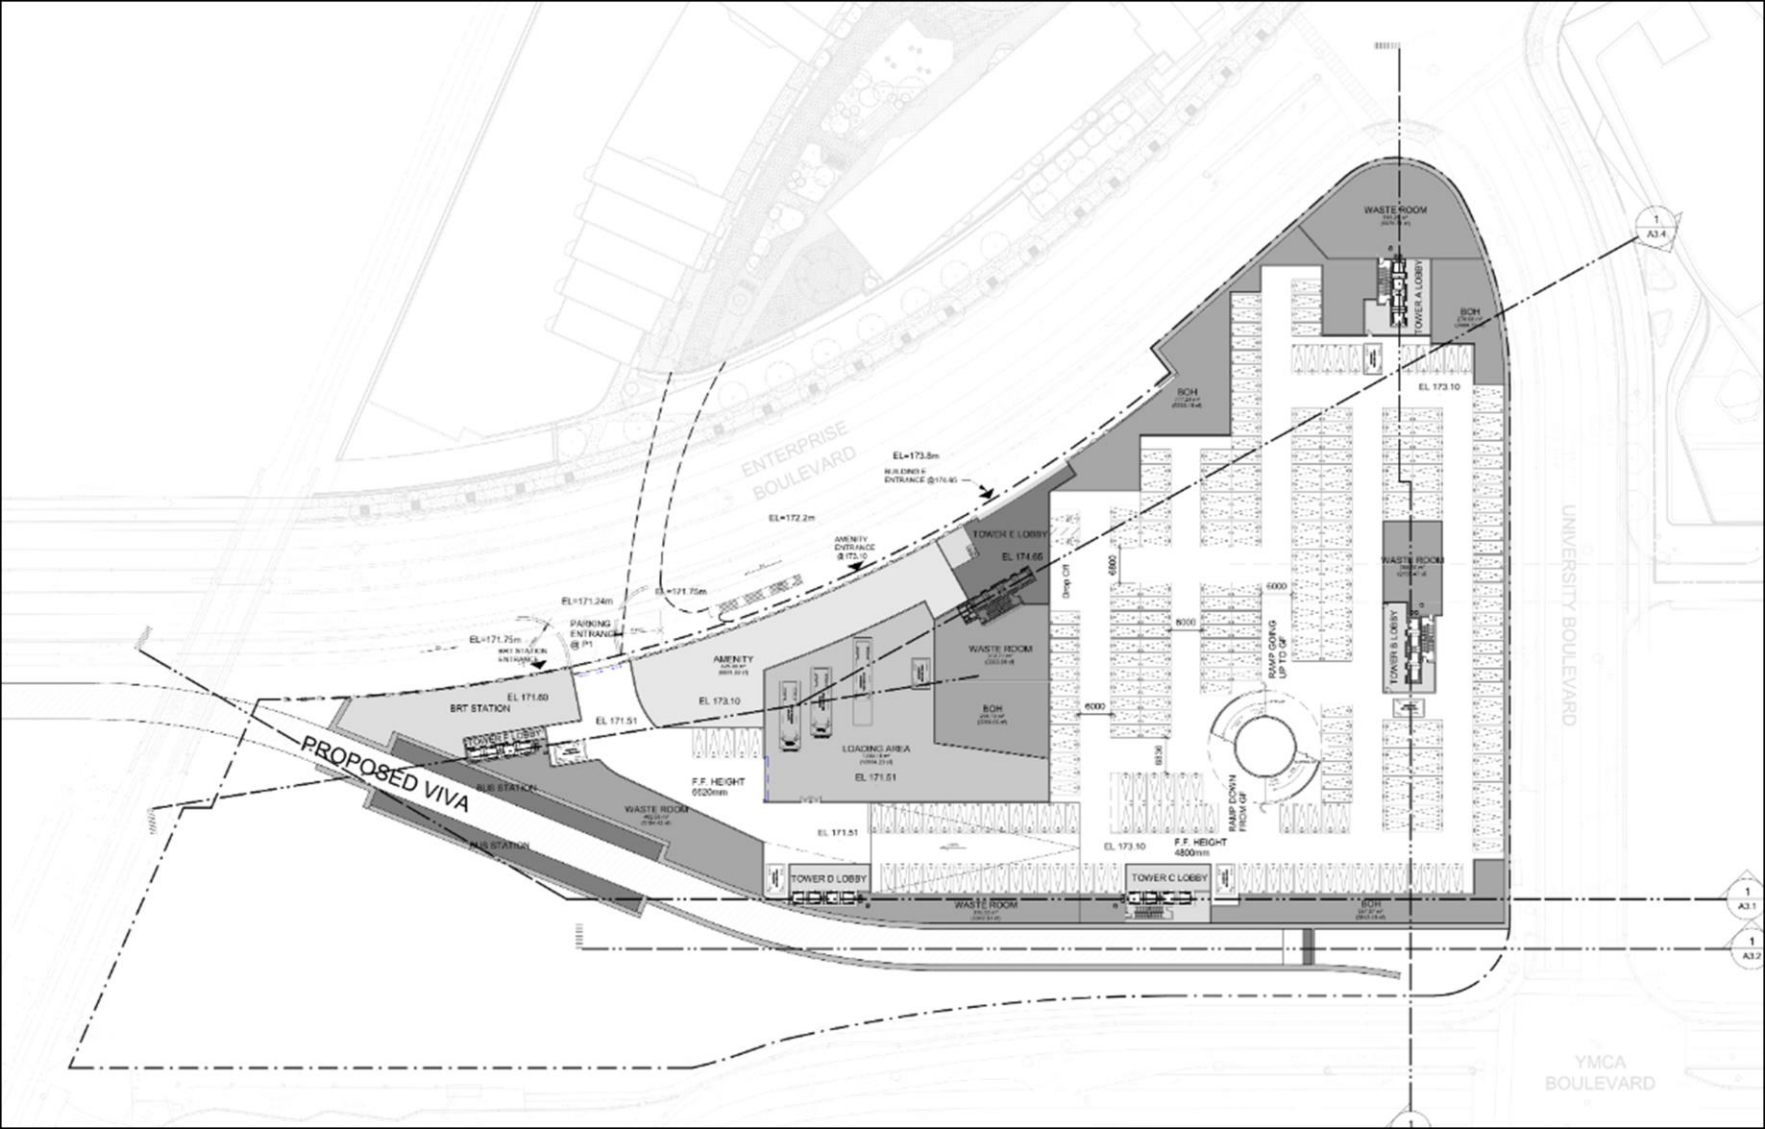 WASTE ROOM
1
A3.4
TOWER A LOBBY
BOH
EL 173.10
BOH
ENTERPRISE
BOULEVARD
EL=173.8m
BUILDING E
ENTRANCE @174.65
EL=172.2m
AMENITY
ENTRANCE
@173.10
TOWER E LOBBY
EL 174.65
Drop Off
6800
6000
6000
WASTE ROOM
TOWER B LOBBY
UNIVERSITY BOULEVARD
EL=171.75m
EL=171.24m
PARKING
ENTRANCE
@ P1
EL=171.75m
BRT STATION
ENTRANCE
AMENITY
EL 173.10
WASTE ROOM
BOH
RAMP GOING
UP TO GF
6000
EL 171.60
BRT STATION
EL 171.51
TOWER F LOBBY
LOADING AREA
EL 171.51
PROPOSED VIVA
BUS STATION
BUS STATION
WASTE ROOM
F.F. HEIGHT
6620mm
RAMP DOWN
FROM GF
EL 171.51
EL 173.10
F.F. HEIGHT
4800mm
TOWER D LOBBY
TOWER C LOBBY
WASTE ROOM
BOH
1
A3.1
1
A3.2
YMCA
BOULEVARD
1